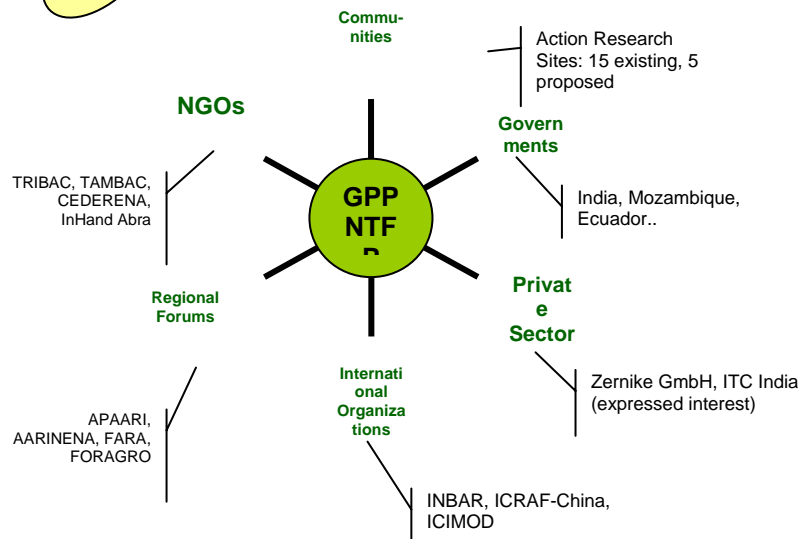 Commu-
nities
Action Research
Sites: 15 existing, 5
proposed
NGOs
Govern
ments
TRIBAC, TAMBAC,
CEDERENA,
InHand Abra
GPP
NTF
P
India, Mozambique,
Ecuador..
Regional
Forums
Privat
e
Sector
Internati
onal
Organiza
tions
Zernike GmbH, ITC India
(expressed interest)
APAARI,
AARINENA, FARA,
FORAGRO
INBAR, ICRAF-China,
ICIMOD